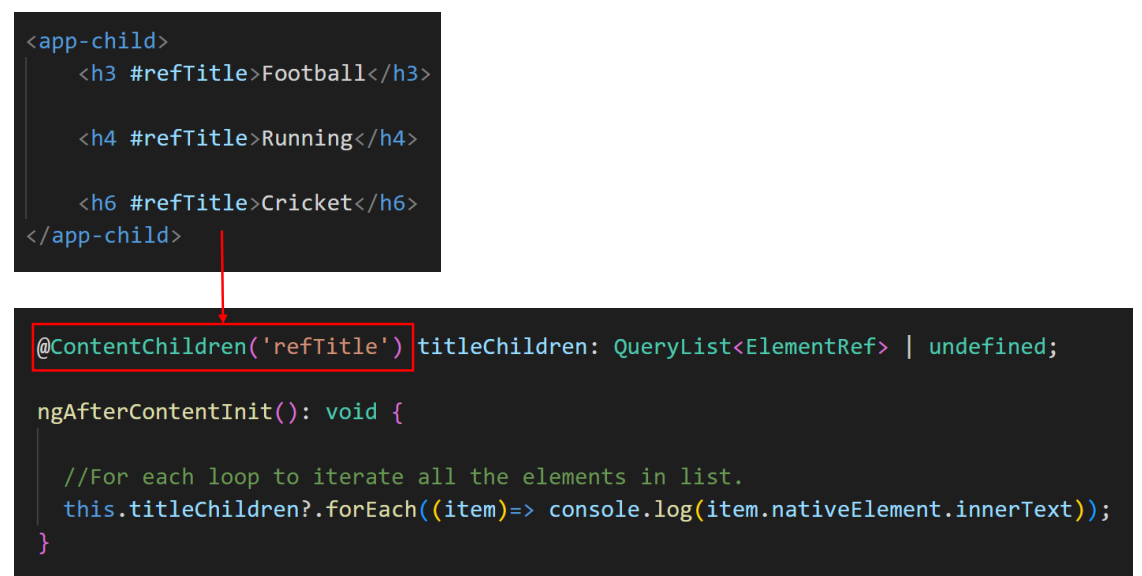 <app-child>
<h3 #refTitle>Football</h3>
<h4 #refTitle>Running</h4>
<h6 #refTitle>Cricket</h6>
</app-child>
@ContentChildren('refTitle') titleChildren: QueryList<ElementRef> | undefined;
ngAfterContentInit(): void {
//For each loop to iterate all the elements in list.
this.titleChildren?.forEach((item)=> console.log(item.nativeElement.innerText));
}